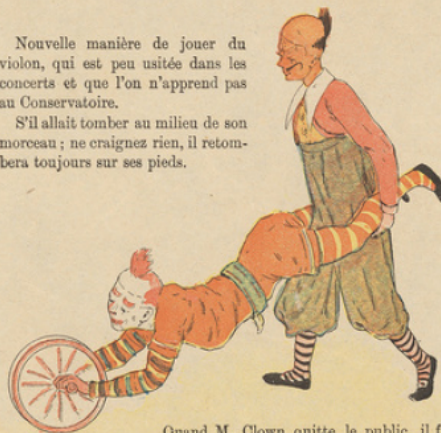 Nouvelle manière de jouer du
violon, qui est peu usitée dans les
concerts et que l'on n'apprend pas
au Conservatoire.
S'il allait tomber au milieu de son
morceau ; ne craignez rien, il retom-
bera toujours sur ses pieds.
Quand M. Clown quitte le public, il f